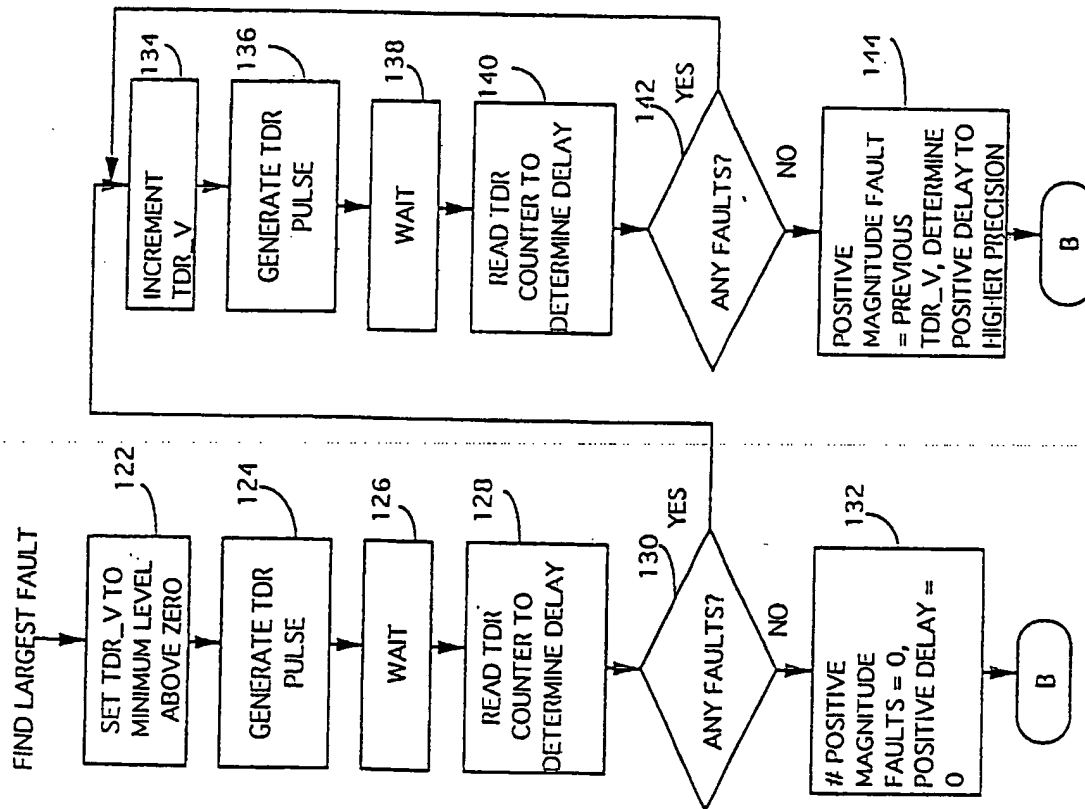 FIND LARGEST FAULT
122
SET TDR_V TO
MINIMUM LEVEL
ABOVE ZERO
124
GENERATE TDR
PULSE
126
WAIT
128
READ TDR
COUNTER TO
DETERMINE DELAY
130
ANY FAULTS?
YES
NO
132
# POSITIVE
MAGNITUDE
FAULTS = 0,
POSITIVE DELAY =
0
B
134
INCREMENT
TDR_V
136
GENERATE TDR
PULSE
138
WAIT
140
READ TDR
COUNTER TO
DETERMINE DELAY
142
ANY FAULTS?
YES
NO
144
POSITIVE
MAGNITUDE FAULT
= PREVIOUS
TDR_V, DETERMINE
POSITIVE DELAY TO
HIGHER PRECISION
B